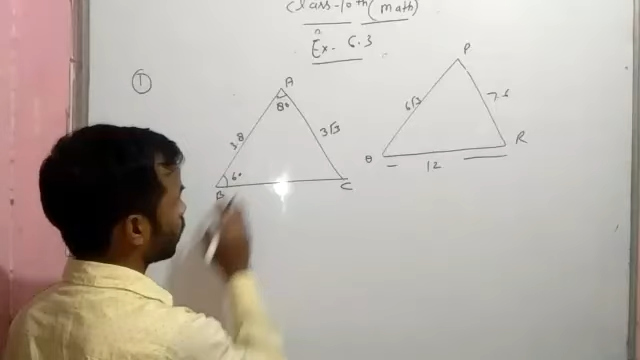 Class-10th (Math)
Ex. 6.3
1
A
80
3.8
3√3
60
B
C
P
6√3
7.6
Q
R
12